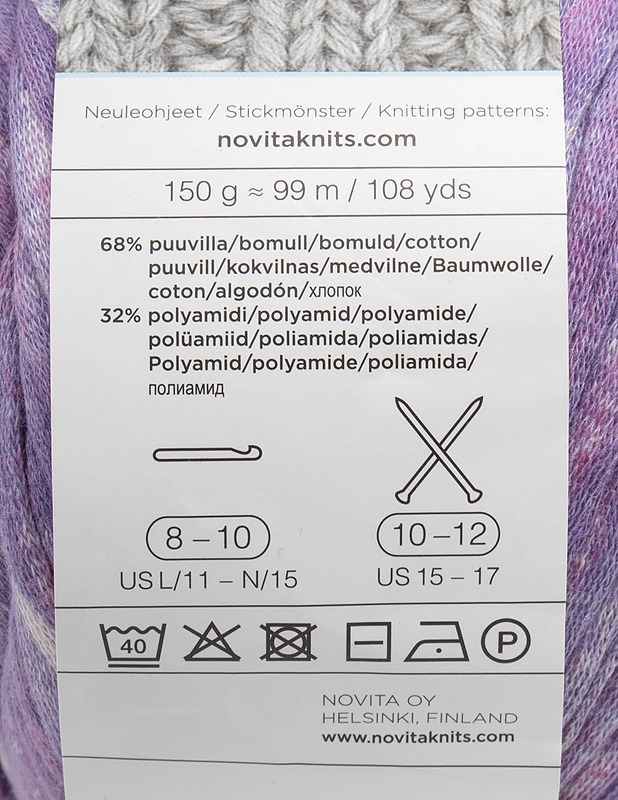 Neuleohjeet / Stickmönster / Knitting patterns:
novitaknits.com
150 g ≈ 99 m / 108 yds
68% puuvilla/bomull/bomuld/cotton/
puuvill/kokvilnas/medvilne/Baumwolle/
coton/algodón/хлопок
32% polyamidi/polyamid/polyamide/
polüamiid/poliamida/poliamidas/
Polyamid/polyamide/poliamida/
полиамид
8 – 10 10 – 12
US L/11 – N/15 US 15 – 17
40 P
NOVITA OY
HELSINKI, FINLAND
www.novitaknits.com